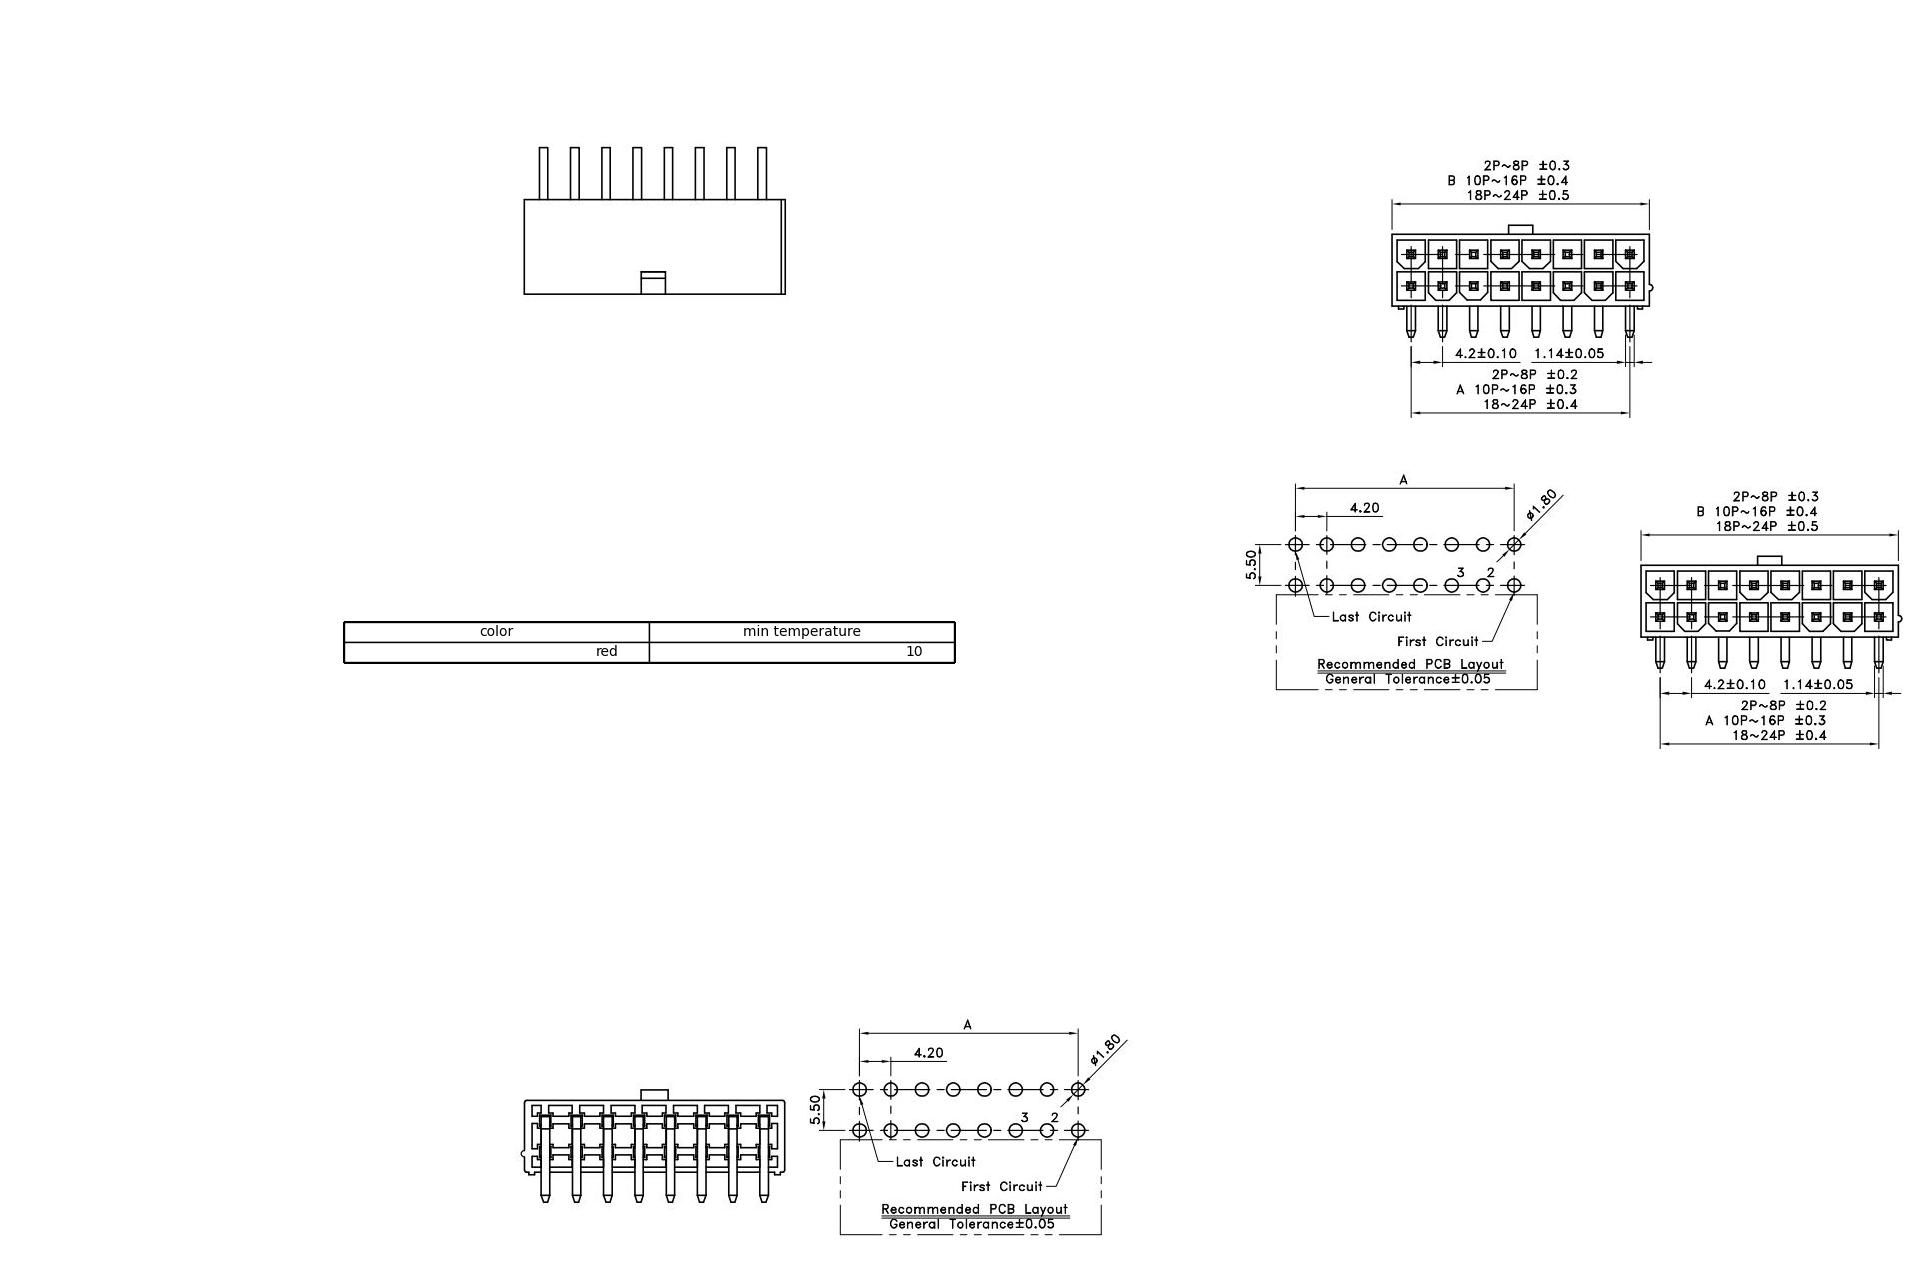 2P~8P ±0.3
B 10P~16P ±0.4
18P~24P ±0.5
4.2±0.10 1.14±0.05
2P~8P ±0.2
A 10P~16P ±0.3
18~24P ±0.4
A
4.20
ø1.80
5.50
3 2
Last Circuit
First Circuit
Recommended PCB Layout
General Tolerance±0.05
2P~8P ±0.3
B 10P~16P ±0.4
18P~24P ±0.5
4.2±0.10 1.14±0.05
2P~8P ±0.2
A 10P~16P ±0.3
18~24P ±0.4
color min temperature
red 10
A
4.20
ø1.80
5.50
3 2
Last Circuit
First Circuit
Recommended PCB Layout
General Tolerance±0.05